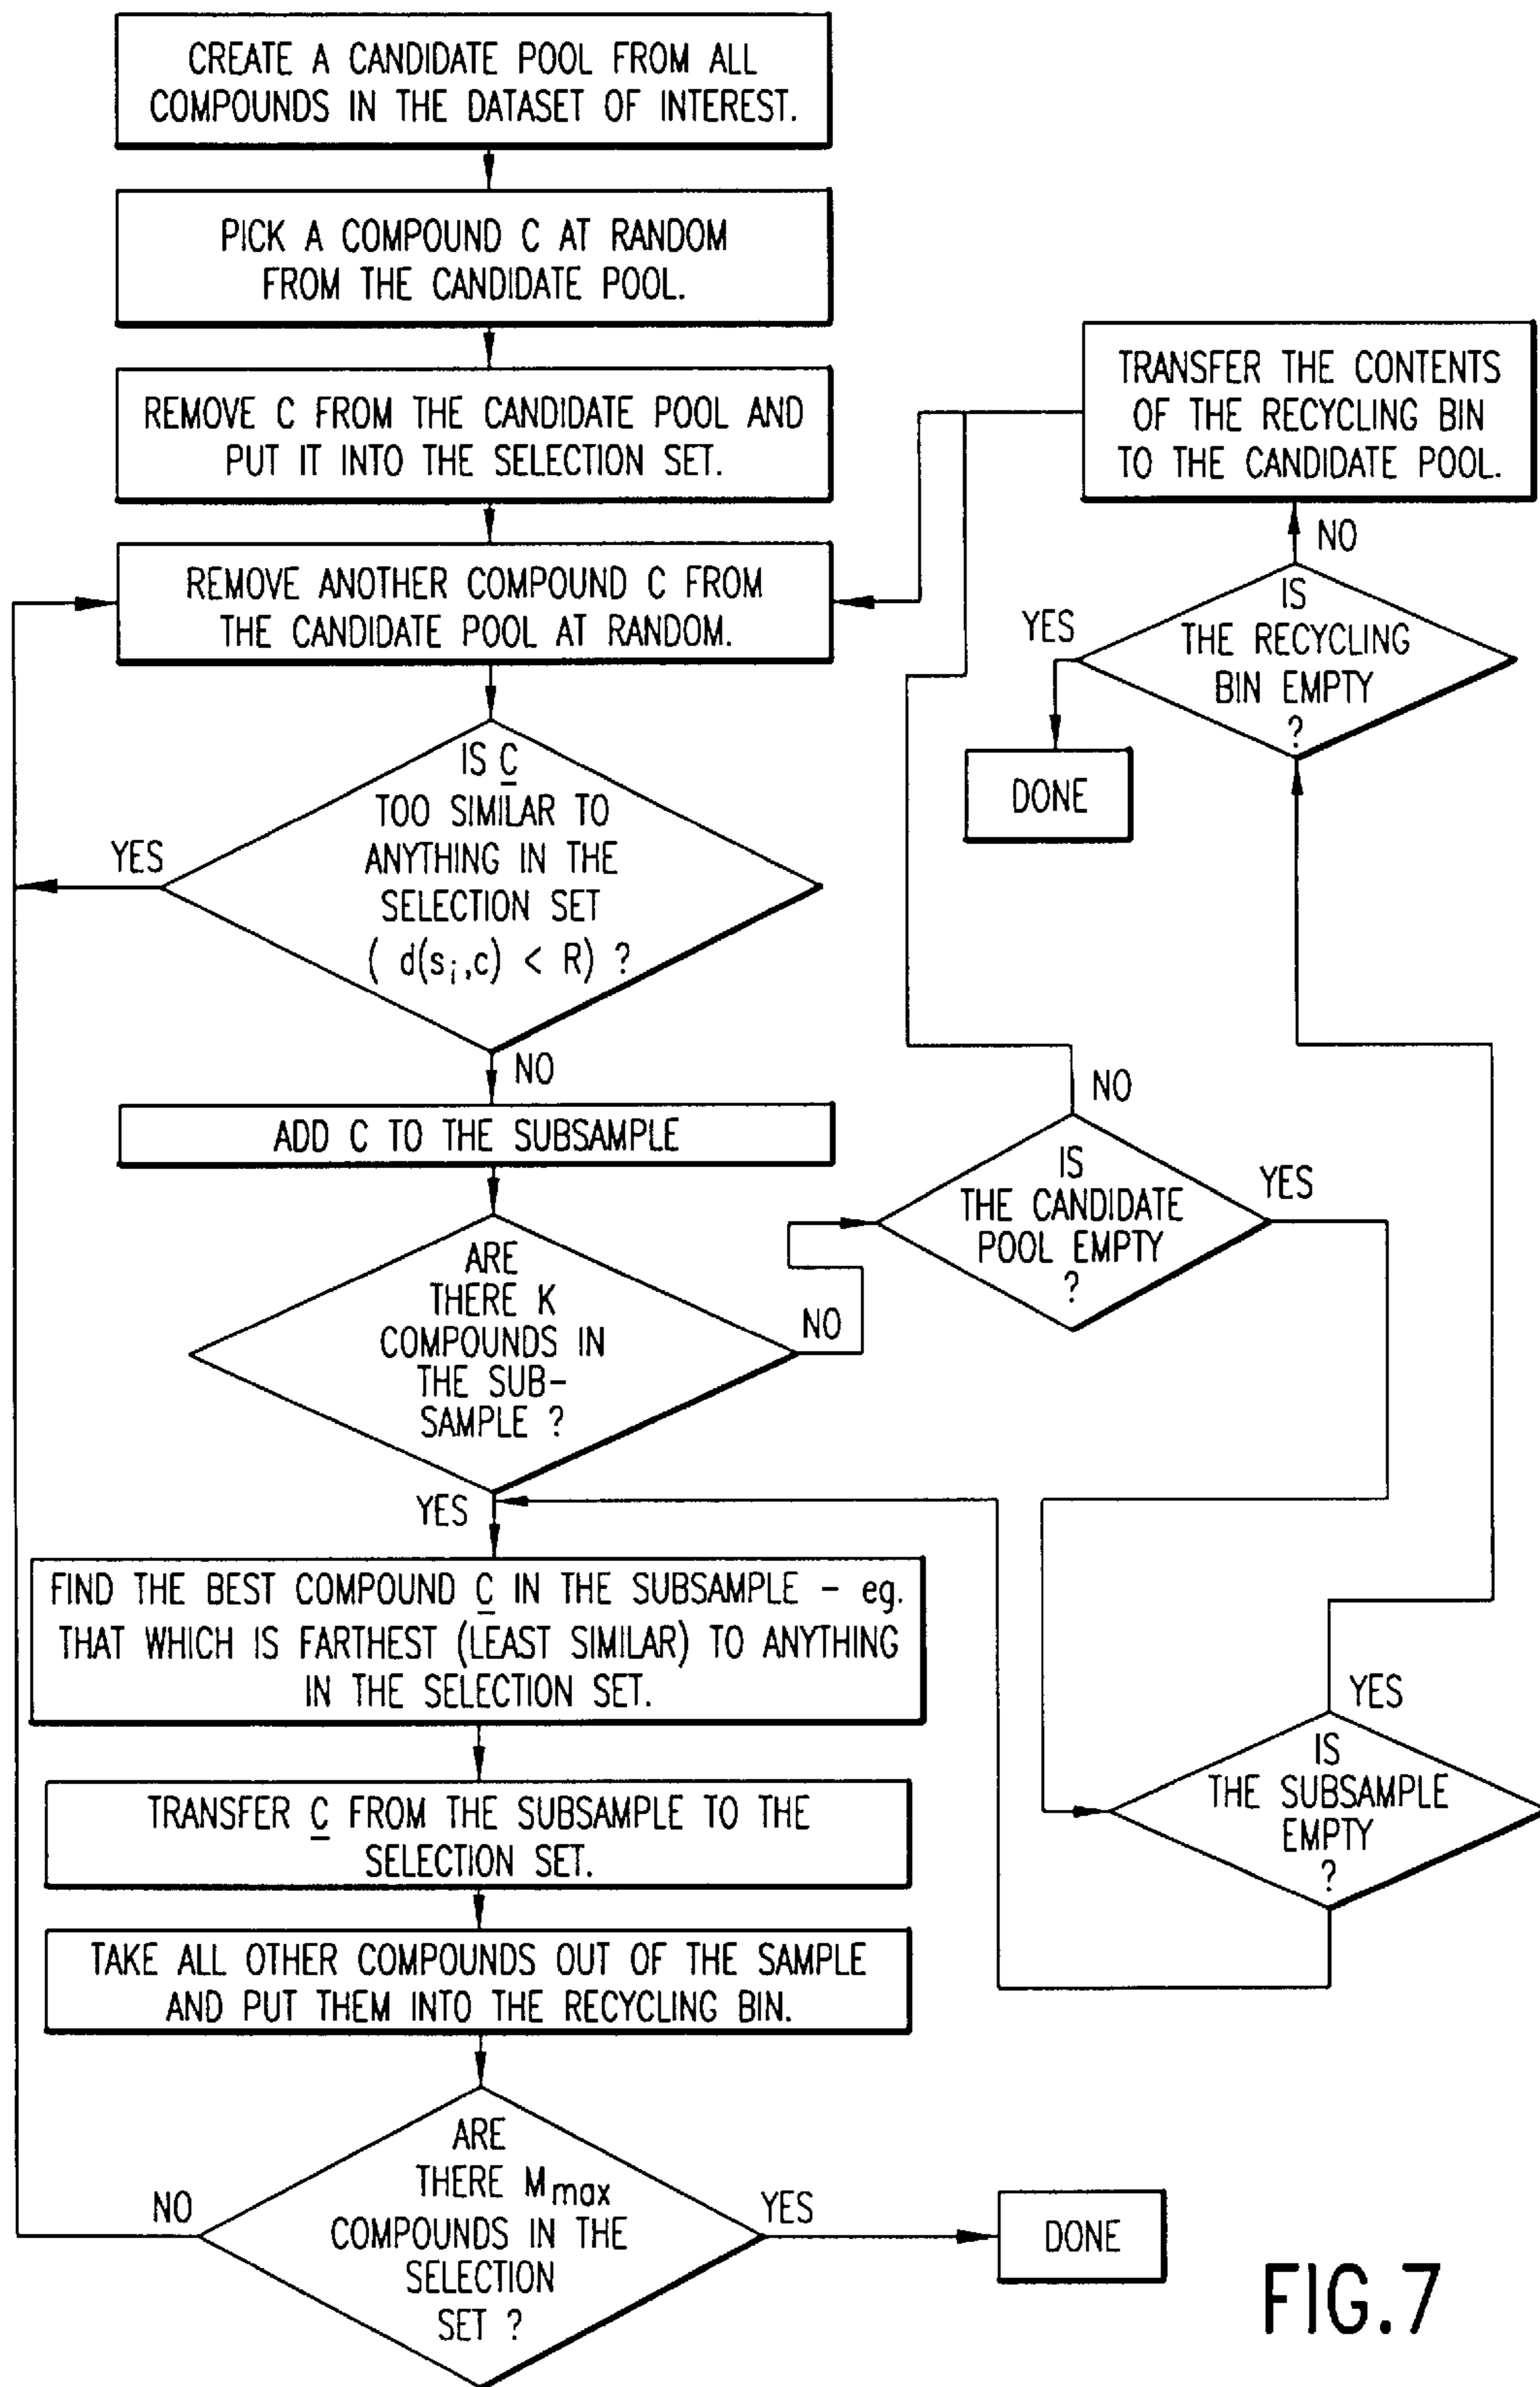 CREATE A CANDIDATE POOL FROM ALL
COMPOUNDS IN THE DATASET OF INTEREST.
PICK A COMPOUND C AT RANDOM
FROM THE CANDIDATE POOL.
REMOVE C FROM THE CANDIDATE POOL AND
PUT IT INTO THE SELECTION SET.
REMOVE ANOTHER COMPOUND C FROM
THE CANDIDATE POOL AT RANDOM.
IS C
TOO SIMILAR TO
ANYTHING IN THE
SELECTION SET
( d(si,c) < R) ?
YES
NO
ADD C TO THE SUBSAMPLE
ARE
THERE K
COMPOUNDS IN
THE SUB-
SAMPLE ?
NO
YES
FIND THE BEST COMPOUND C IN THE SUBSAMPLE – eg.
THAT WHICH IS FARTHEST (LEAST SIMILAR) TO ANYTHING
IN THE SELECTION SET.
TRANSFER C FROM THE SUBSAMPLE TO THE
SELECTION SET.
TAKE ALL OTHER COMPOUNDS OUT OF THE SAMPLE
AND PUT THEM INTO THE RECYCLING BIN.
ARE
THERE Mmax
COMPOUNDS IN THE
SELECTION
SET ?
NO
YES
DONE
TRANSFER THE CONTENTS
OF THE RECYCLING BIN
TO THE CANDIDATE POOL.
NO
IS
THE RECYCLING
BIN EMPTY
?
YES
DONE
NO
IS
THE CANDIDATE
POOL EMPTY
?
YES
YES
IS
THE SUBSAMPLE
EMPTY
?
FIG.7